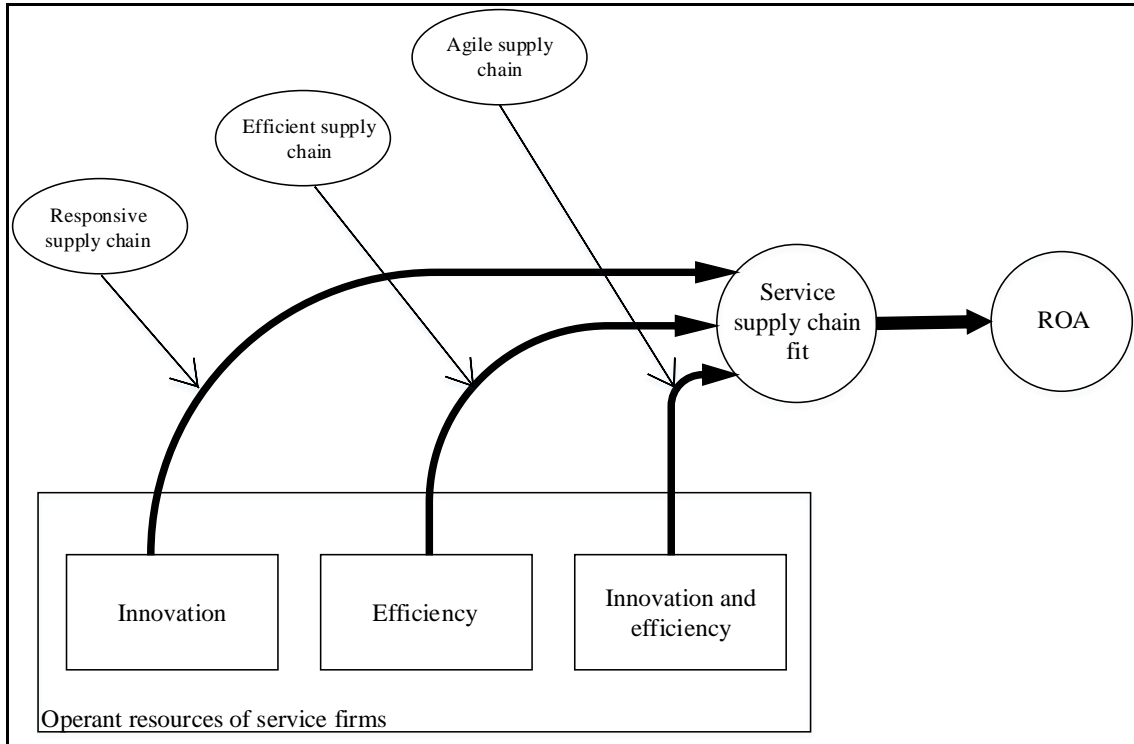 Agile supply
chain
Efficient supply
chain
Responsive
supply chain
Service
supply chain
fit
ROA
Innovation
Efficiency
Innovation and
efficiency
Operant resources of service firms